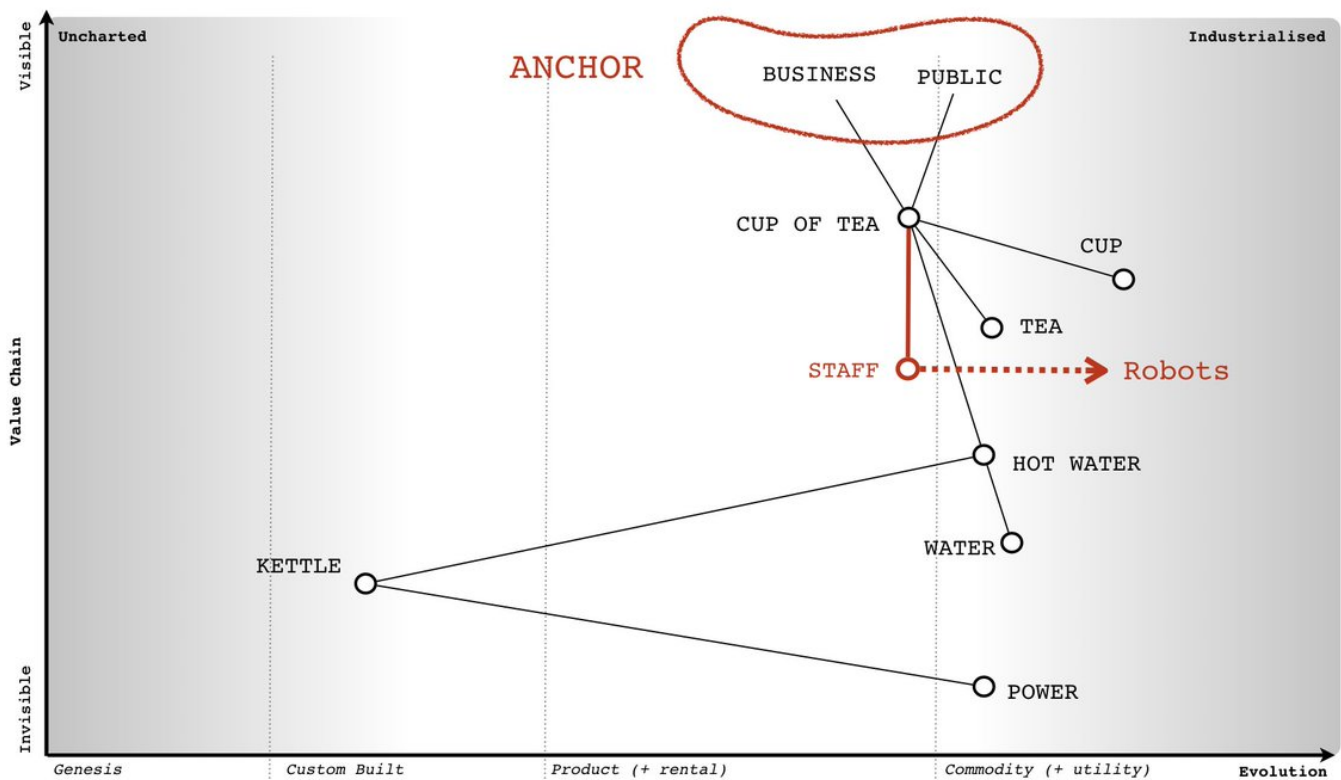 Visible
Uncharted
Industrialised
ANCHOR
BUSINESS
PUBLIC
CUP OF TEA
CUP
TEA
STAFF
Robots
Value Chain
HOT WATER
WATER
KETTLE
POWER
Invisible
Genesis
Custom Built
Product (+ rental)
Commodity (+ utility)
Evolution